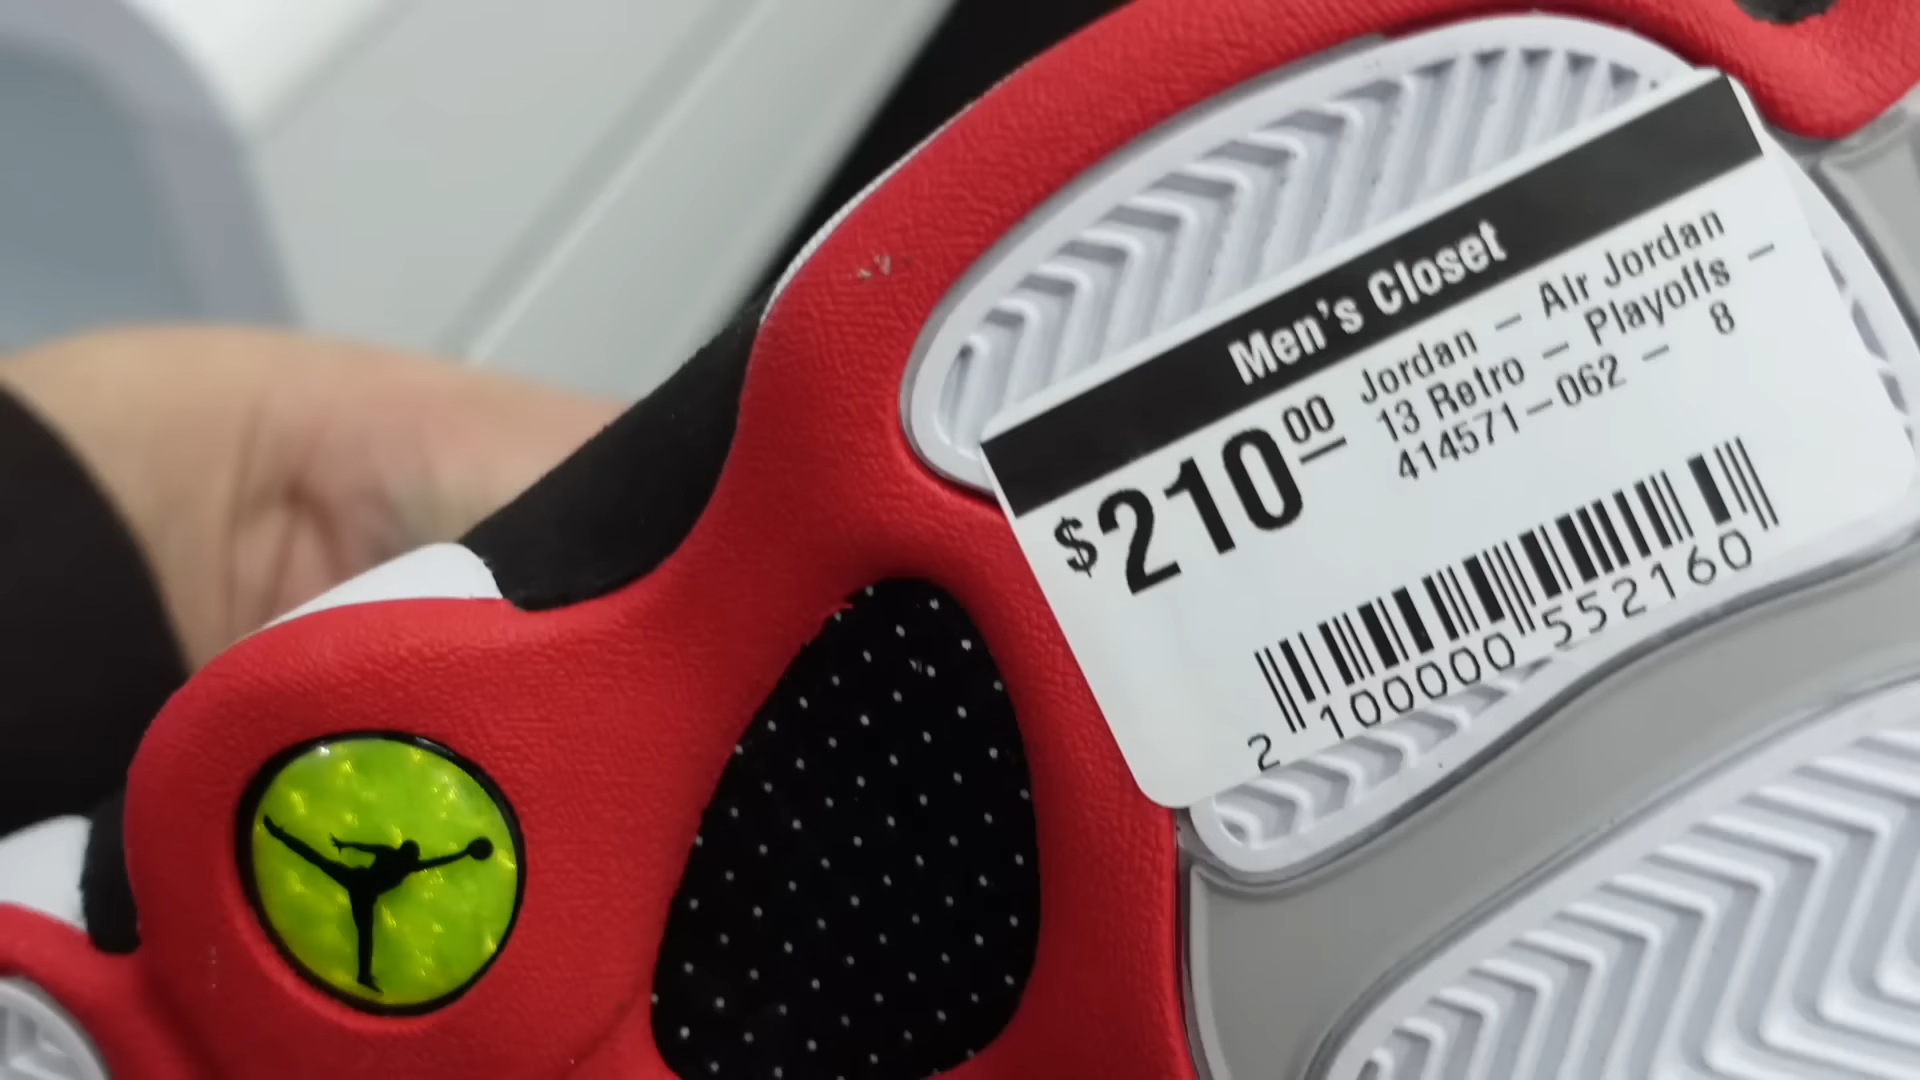 Men's Closet
$210.00 Jordan – Air Jordan
13 Retro – Playoffs –
414571–062 – 8
2 100000 552160